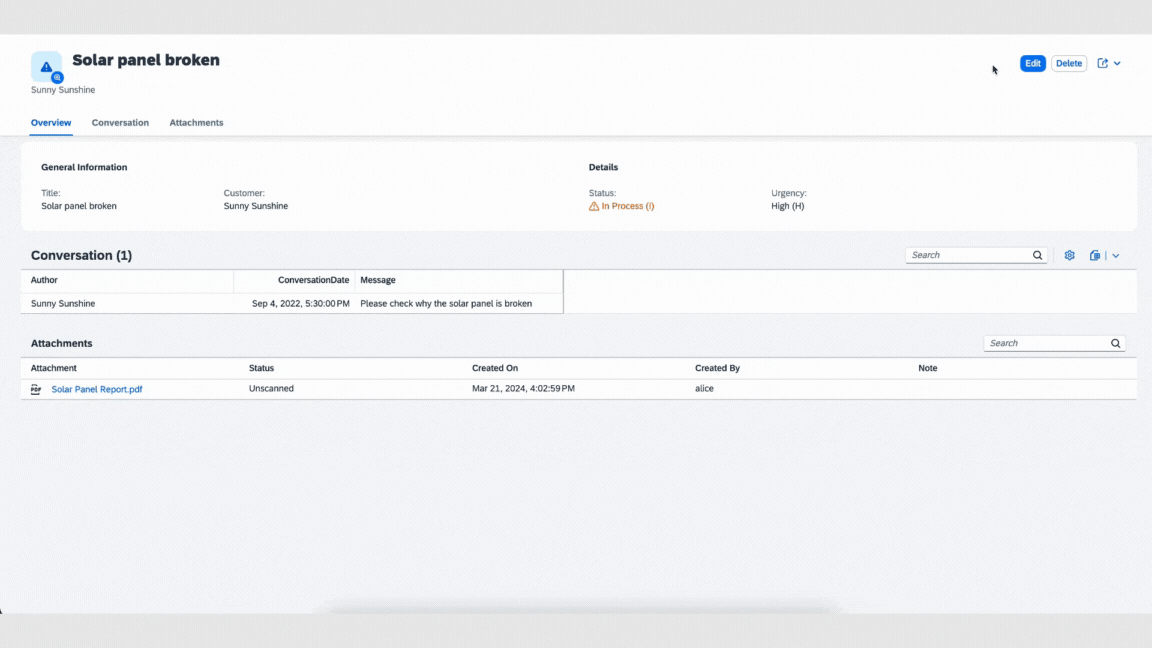 Solar panel broken
Edit Delete
Sunny Sunshine
Overview Conversation Attachments
General Information Details
Title: Customer: Status: Urgency:
Solar panel broken Sunny Sunshine In Process (I) High (H)
Conversation (1) Search
Author ConversationDate Message
Sunny Sunshine Sep 4, 2022, 5:30:00 PM Please check why the solar panel is broken
Attachments Search
Attachment Status Created On Created By Note
PDF Solar Panel Report.pdf Unscanned Mar 21, 2024, 4:02:59 PM alice